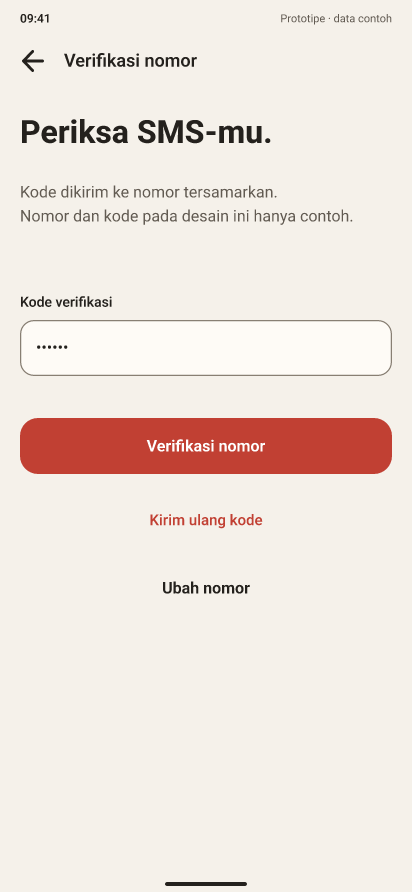 09:41
Prototipe · data contoh
Verifikasi nomor
Periksa SMS-mu.
Kode dikirim ke nomor tersamarkan.
Nomor dan kode pada desain ini hanya contoh.
Kode verifikasi
••••••
Verifikasi nomor
Kirim ulang kode
Ubah nomor